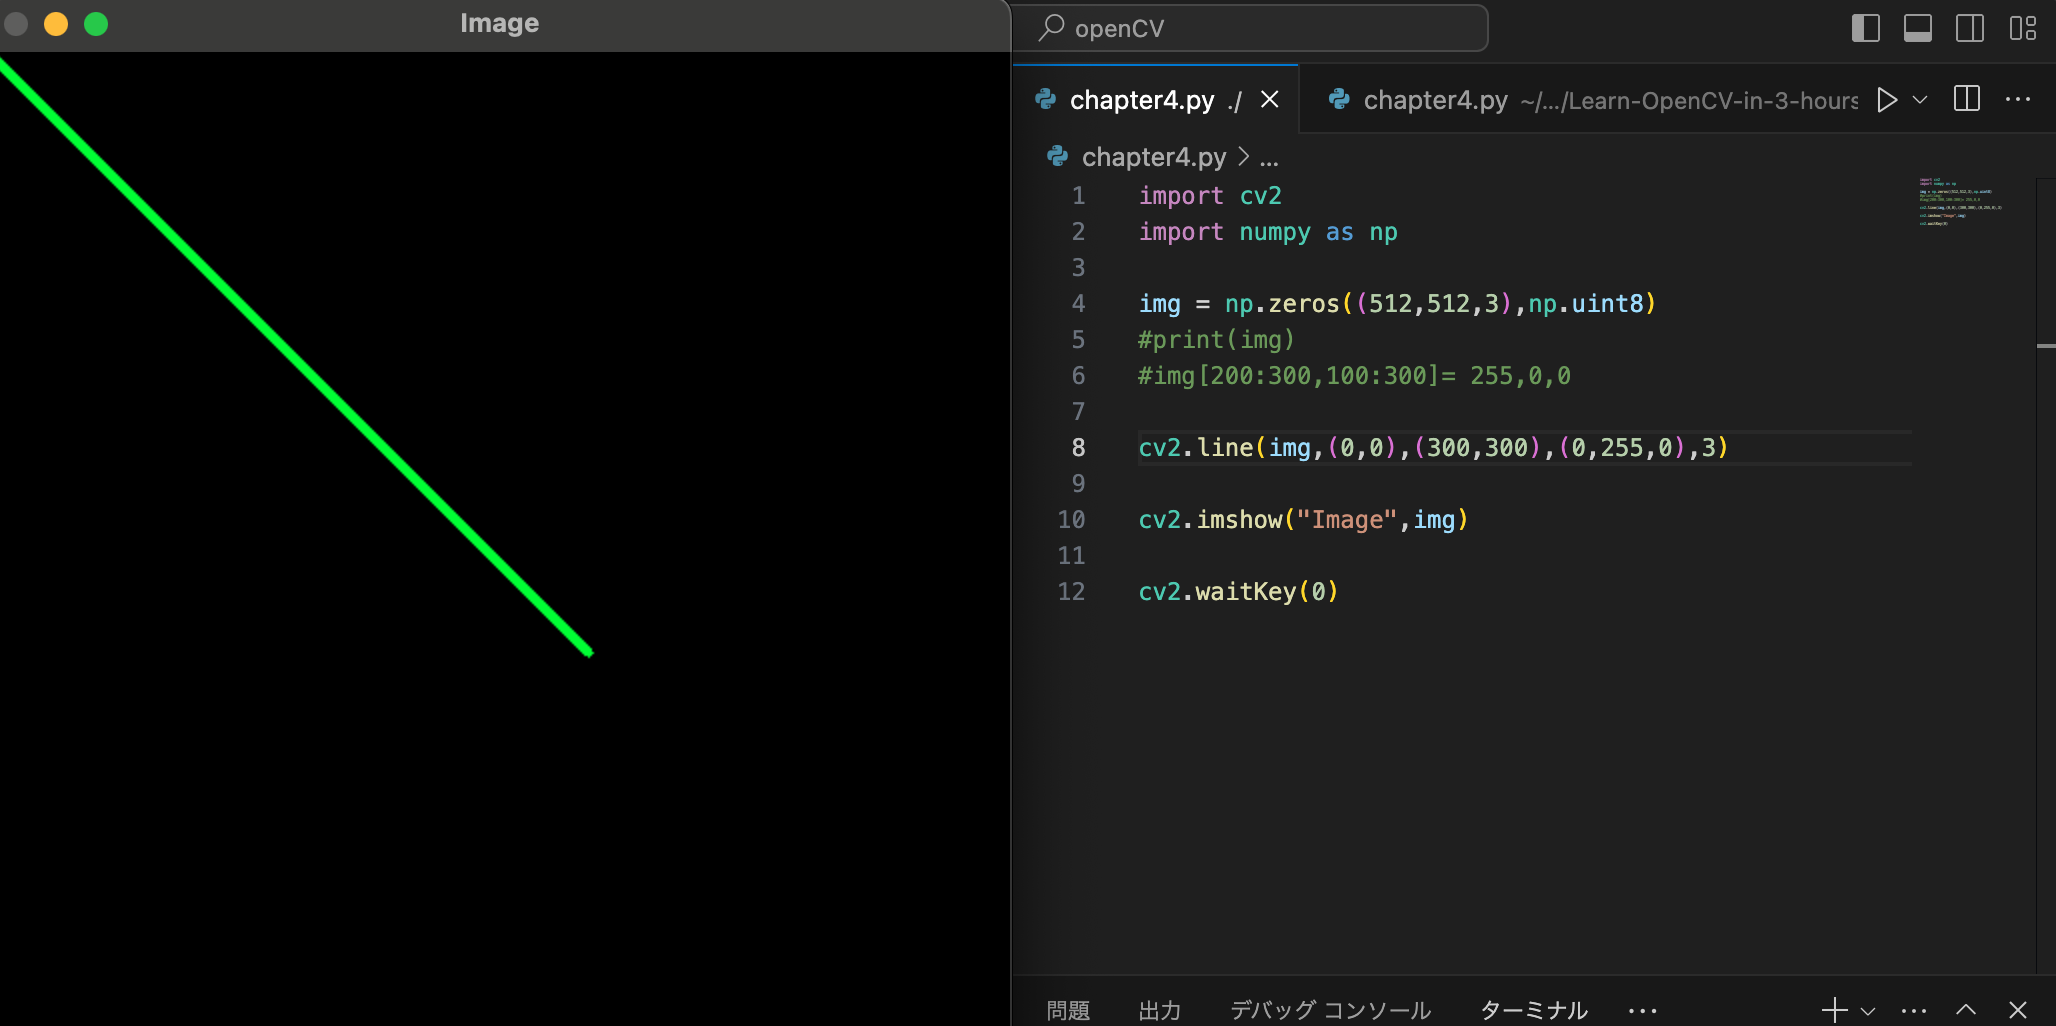 Image
openCV
chapter4.py ./
chapter4.py ~/.../Learn-OpenCV-in-3-hours
chapter4.py > ...
1 import cv2
2 import numpy as np
3
4 img = np.zeros((512,512,3),np.uint8)
5 #print(img)
6 #img[200:300,100:300]= 255,0,0
7
8 cv2.line(img,(0,0),(300,300),(0,255,0),3)
9
10 cv2.imshow("Image",img)
11
12 cv2.waitKey(0)
問題 出力 デバッグ コンソール ターミナル ...